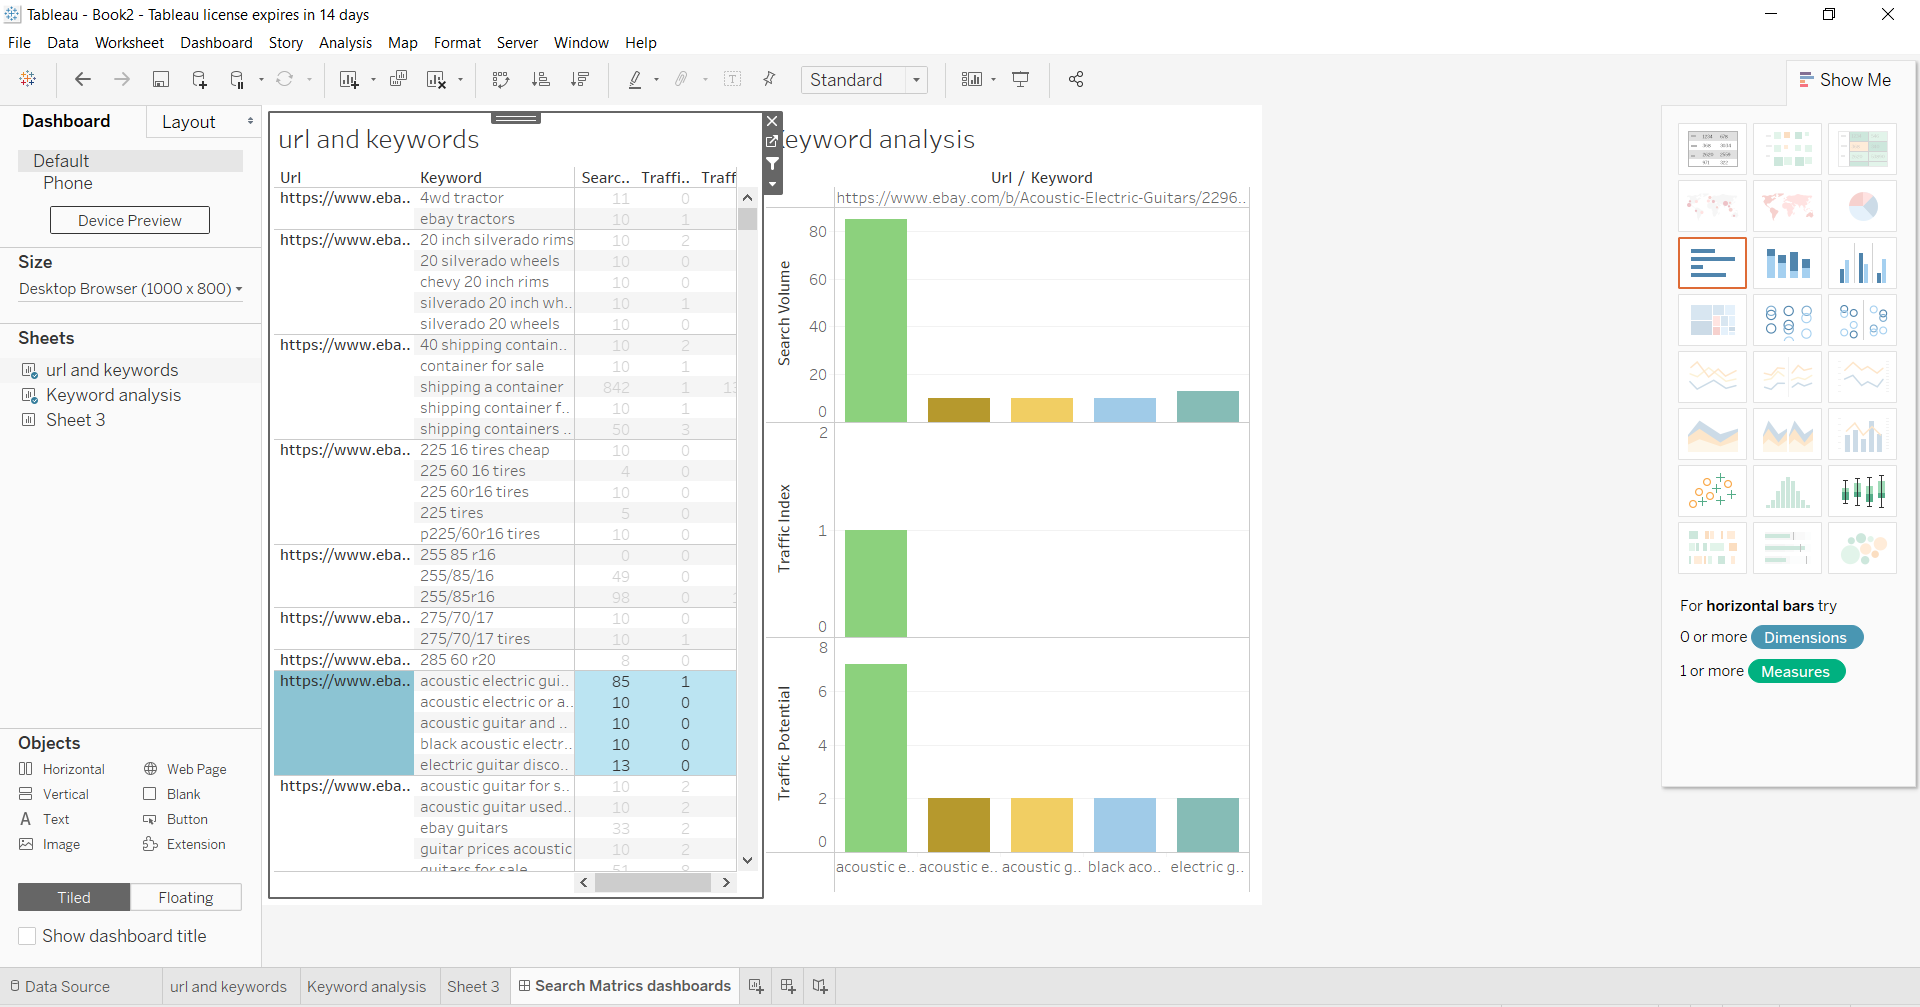 Tableau - Book2 - Tableau license expires in 14 days
File Data Worksheet Dashboard Story Analysis Map Format Server Window Help
Standard
Show Me
Dashboard Layout
Default
Phone
Device Preview
Size
Desktop Browser (1000 x 800)
Sheets
url and keywords
Keyword analysis
Sheet 3
Objects
Horizontal Web Page
Vertical Blank
Text Button
Image Extension
Tiled Floating
Show dashboard title
url and keywords
Url Keyword Searc.. Traffi.. Traff
https://www.eba.. 4wd tractor 11 0
ebay tractors 10 1
https://www.eba.. 20 inch silverado rims 10 2
20 silverado wheels 10 0
chevy 20 inch rims 10 0
silverado 20 inch wh.. 10 1
silverado 20 wheels 10 0
https://www.eba.. 40 shipping contain.. 10 2
container for sale 10 1
shipping a container 842 1 13
shipping container f.. 10 1
shipping containers .. 50 3
https://www.eba.. 225 16 tires cheap 10 0
225 60 16 tires 4 0
225 60r16 tires 10 0
225 tires 5 0
p225/60r16 tires 10 0
https://www.eba.. 255 85 r16 0 0
255/85/16 49 0
255/85r16 98 0 1
https://www.eba.. 275/70/17 10 0
275/70/17 tires 10 1
https://www.eba.. 285 60 r20 8 0
https://www.eba.. acoustic electric gui.. 85 1
acoustic electric or a.. 10 0
acoustic guitar and .. 10 0
black acoustic electr.. 10 0
electric guitar disco.. 13 0
https://www.eba.. acoustic guitar for s.. 10 2
acoustic guitar used.. 10 2
ebay guitars 33 2
guitar prices acoustic 10 2
guitars for sale 51 8
Keyword analysis
Url / Keyword
https://www.ebay.com/b/Acoustic-Electric-Guitars/2296..
Search Volume
80
60
40
20
0
Traffic Index
2
1
0
Traffic Potential
8
6
4
2
0
acoustic e.. acoustic e.. acoustic g.. black aco.. electric g..
For horizontal bars try
0 or more Dimensions
1 or more Measures
Data Source url and keywords Keyword analysis Sheet 3 Search Matrics dashboards